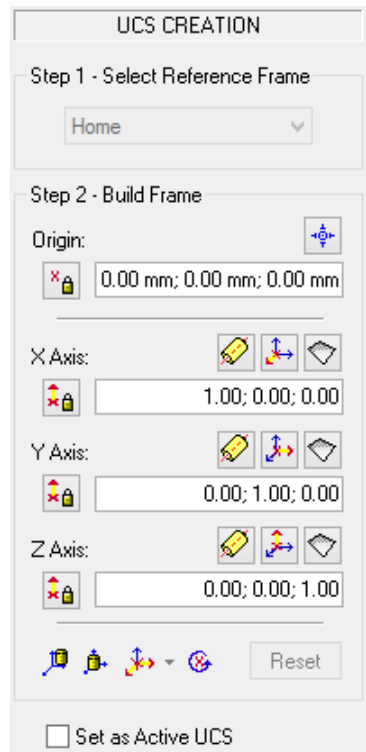 UCS CREATION
Step 1 - Select Reference Frame
Home
Step 2 - Build Frame
Origin:
0.00 mm; 0.00 mm; 0.00 mm
X Axis:
1.00; 0.00; 0.00
Y Axis:
0.00; 1.00; 0.00
Z Axis:
0.00; 0.00; 1.00
Reset
Set as Active UCS